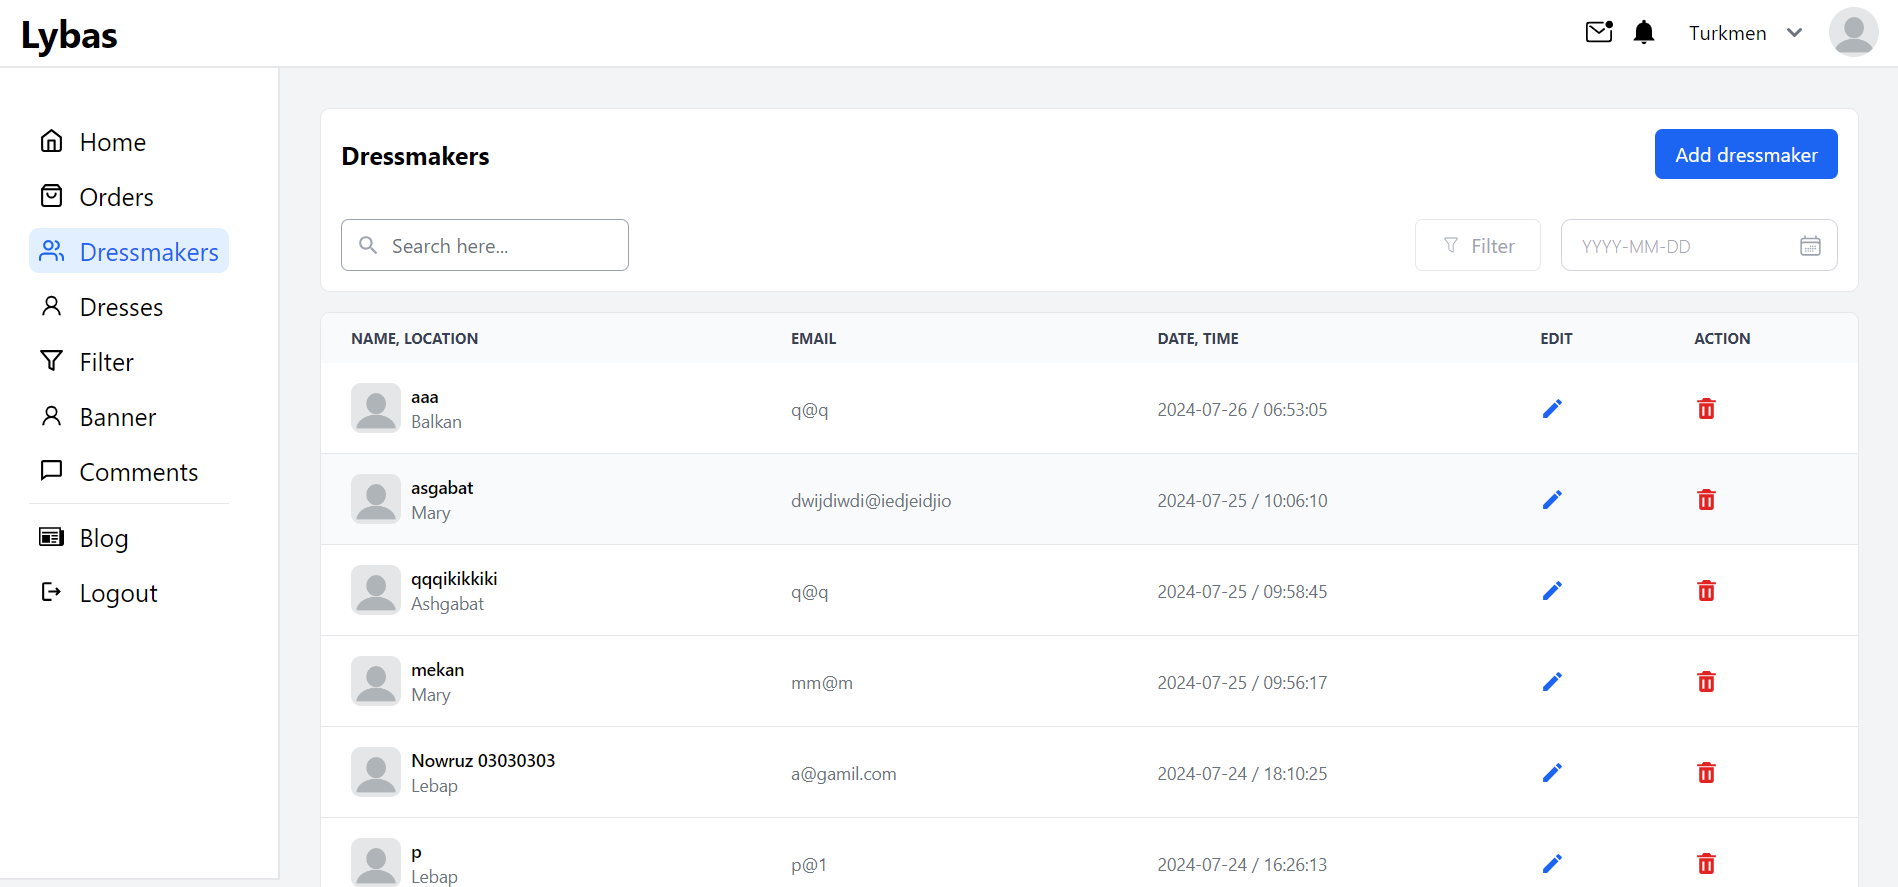 Lybas
Turkmen
Home
Orders
Dressmakers
Dresses
Filter
Banner
Comments
Blog
Logout
Dressmakers
Add dressmaker
Search here...
Filter
YYYY-MM-DD
NAME, LOCATION EMAIL DATE, TIME EDIT ACTION
aaa
Balkan
q@q
2024-07-26 / 06:53:05
asgabat
Mary
dwijdiwdi@iedjeidjio
2024-07-25 / 10:06:10
qqqikikkiki
Ashgabat
q@q
2024-07-25 / 09:58:45
mekan
Mary
mm@m
2024-07-25 / 09:56:17
Nowruz 03030303
Lebap
a@gamil.com
2024-07-24 / 18:10:25
p
Lebap
p@1
2024-07-24 / 16:26:13